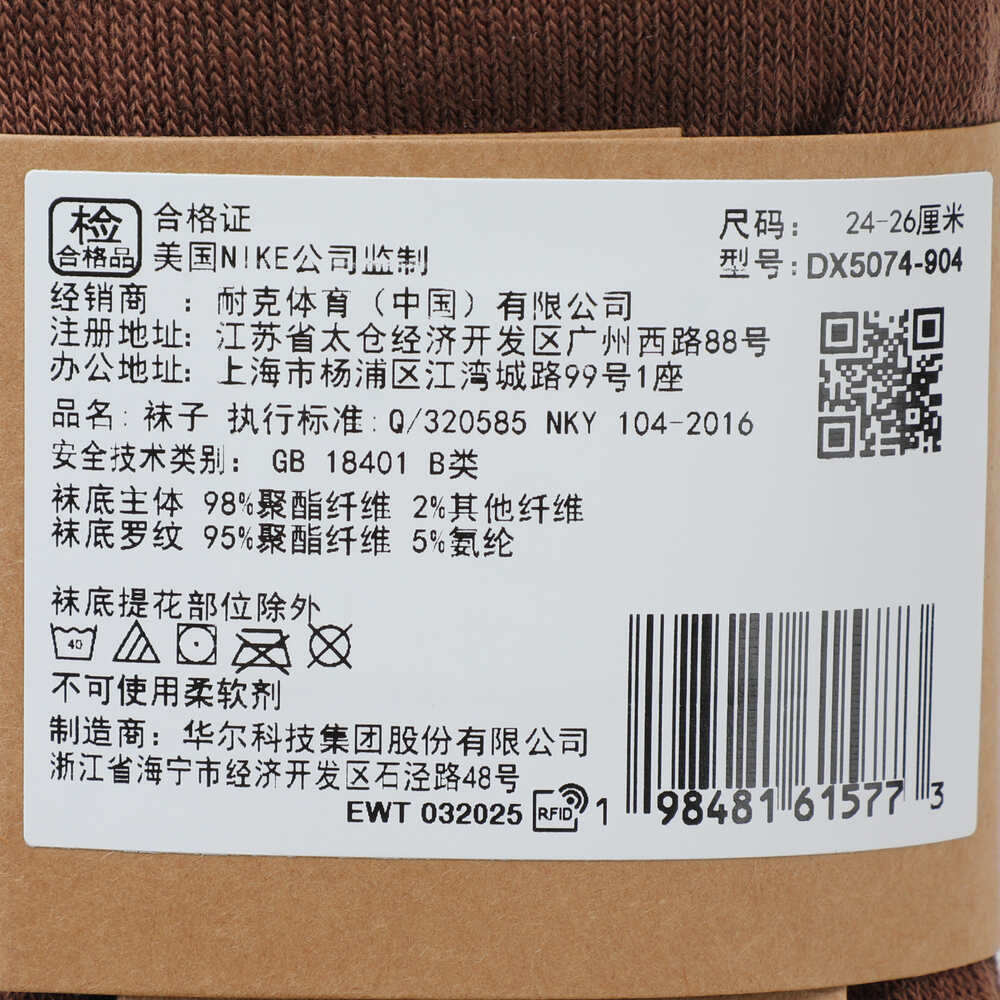 检
合格品
合格证
美国NIKE公司监制
尺码： 24-26厘米
型号：DX5074-904
经销商 ：耐克体育（中国）有限公司
注册地址：江苏省太仓经济开发区广州西路88号
办公地址：上海市杨浦区江湾城路99号1座
品名：袜子 执行标准：Q/320585 NKY 104-2016
安全技术类别： GB 18401 B类
袜底主体 98%聚酯纤维 2%其他纤维
袜底罗纹 95%聚酯纤维 5%氨纶
袜底提花部位除外
40
不可使用柔软剂
制造商：华尔科技集团股份有限公司
浙江省海宁市经济开发区石泾路48号
EWT 032025 RFID 1 98481 61577 3